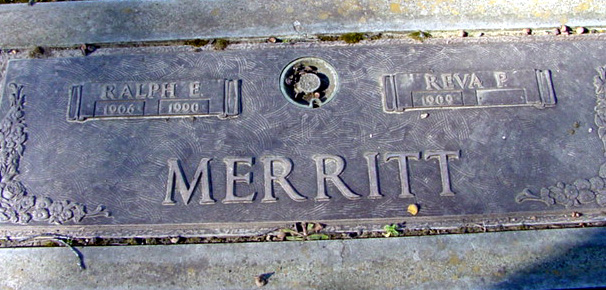 RALPH E.
1906 1990
REVA P.
1909
MERRITT